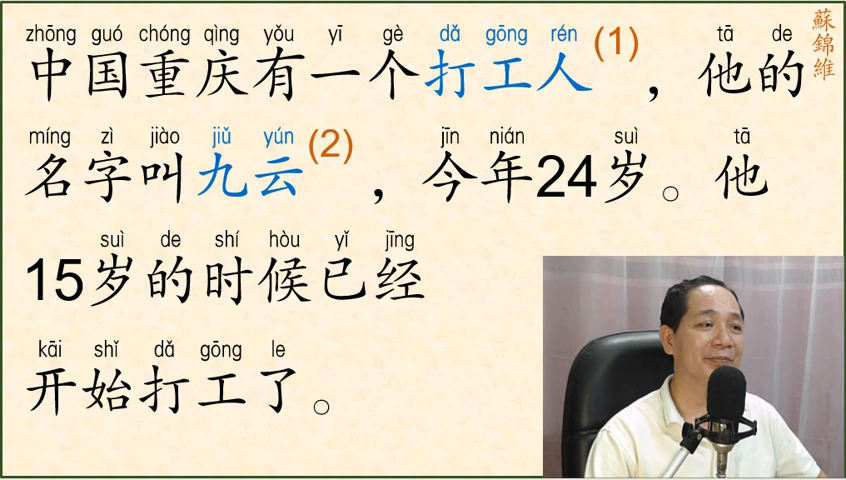 zhōng guó chóng qìng yǒu yī gè dǎ gōng rén tā de
中国重庆有一个打工人(1)，他的
míng zì jiào jiǔ yún jīn nián suì tā
名字叫九云(2)，今年24岁。他
suì de shí hòu yǐ jīng
15岁的时候已经
kāi shǐ dǎ gōng le
开始打工了。
蘇錦維